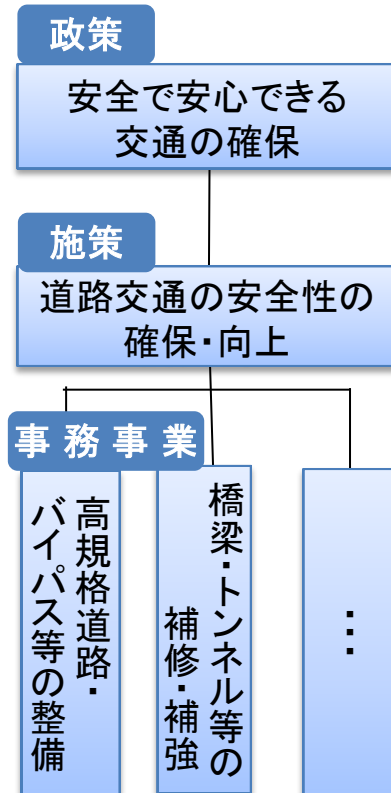 政策
安全で安心できる
交通の確保
施策
道路交通の安全性の
確保・向上
事務事業
高規格道路・
バイパス等の整備
橋梁・トンネル等の
補修・補強
…